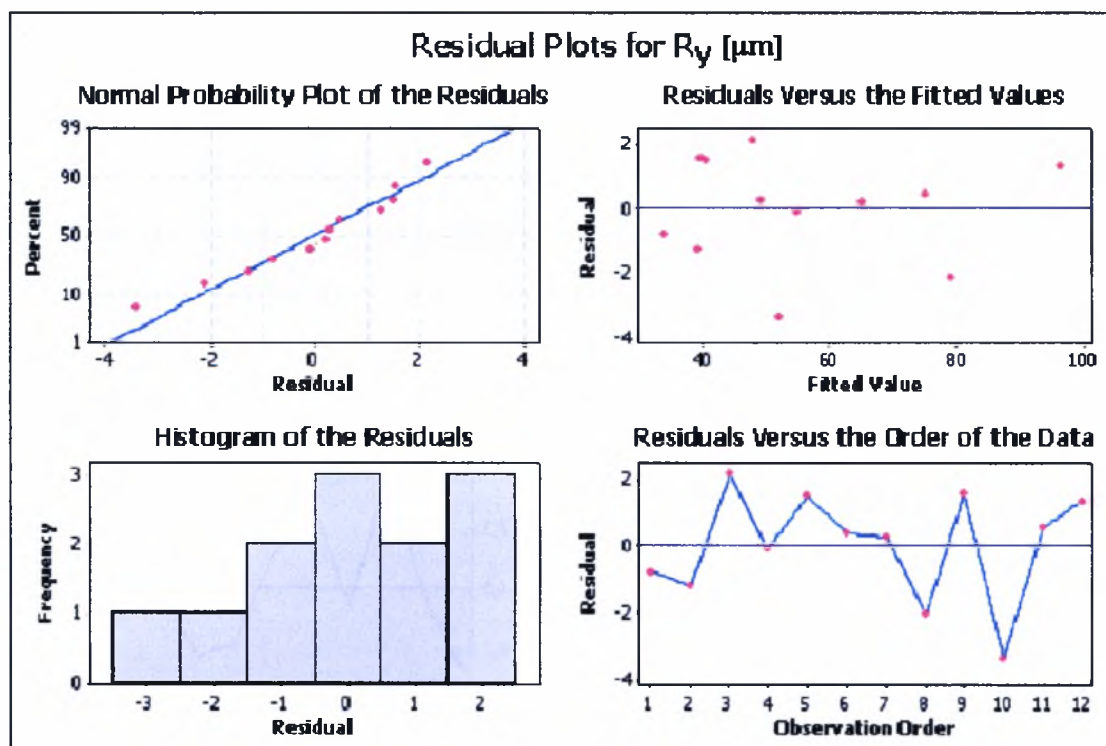 Residual Plots for Ry [μm]
Normal Probability Plot of the Residuals
99
90
50
10
1
Percent
-4 -2 0 2 4
Residual
Residuals Versus the Fitted Values
2
0
-2
-4
Residual
40 60 80 100
Fitted Value
Histogram of the Residuals
3
2
1
0
Frequency
-3 -2 -1 0 1 2
Residual
Residuals Versus the Order of the Data
2
0
-2
-4
Residual
1 2 3 4 5 6 7 8 9 10 11 12
Observation Order